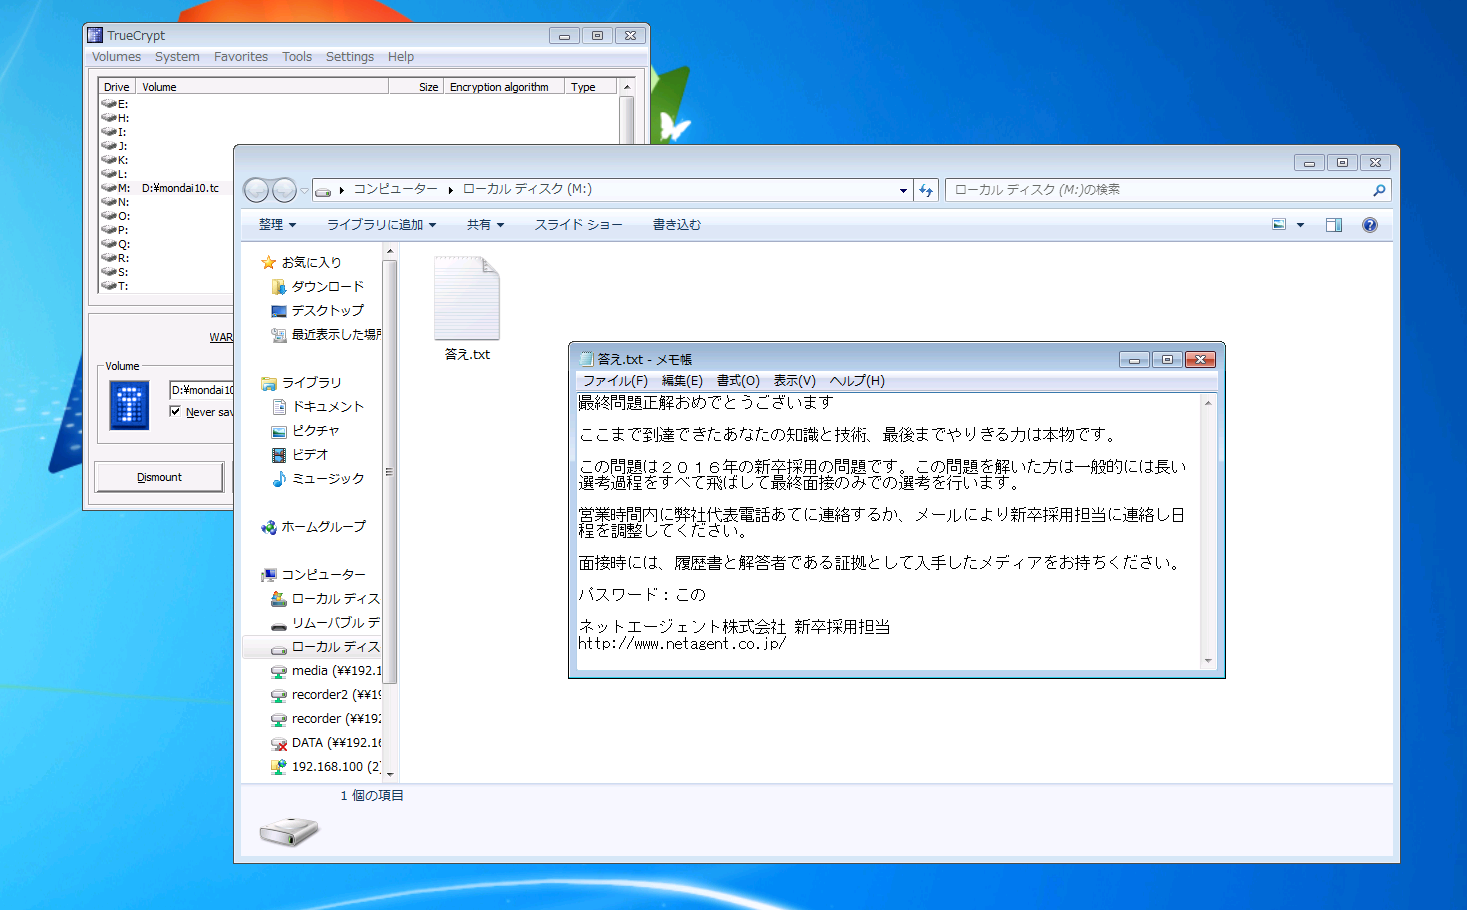 TrueCrypt
Volumes System Favorites Tools Settings Help
Drive Volume Size Encryption algorithm Type
E:
H:
I:
J:
K:
L:
M: D:¥mondai10.tc
N:
O:
P:
Q:
R:
S:
T:
WAR
Volume
D:¥mondai10
Never sav
Dismount
コンピューター ローカル ディスク (M:)
ローカル ディスク (M:)の検索
整理 ライブラリに追加 共有 スライド ショー 書き込む
お気に入り
ダウンロード
デスクトップ
最近表示した場所
ライブラリ
ドキュメント
ピクチャ
ビデオ
ミュージック
ホームグループ
コンピューター
ローカル ディス
リムーバブル デ
ローカル ディス
media (¥¥192.1
recorder2 (¥¥19
recorder (¥¥192
DATA (¥¥192.16
192.168.100 (2)
答え.txt
答え.txt - メモ帳
ファイル(F) 編集(E) 書式(O) 表示(V) ヘルプ(H)
最終問題正解おめでとうございます
ここまで到達できたあなたの知識と技術、最後までやりきる力は本物です。
この問題は２０１６年の新卒採用の問題です。この問題を解いた方は一般的には長い
選考過程をすべて飛ばして最終面接のみでの選考を行います。
営業時間内に弊社代表電話あてに連絡するか、メールにより新卒採用担当に連絡し日
程を調整してください。
面接時には、履歴書と解答者である証拠として入手したメディアをお持ちください。
パスワード：この
ネットエージェント株式会社 新卒採用担当
http://www.netagent.co.jp/
1 個の項目